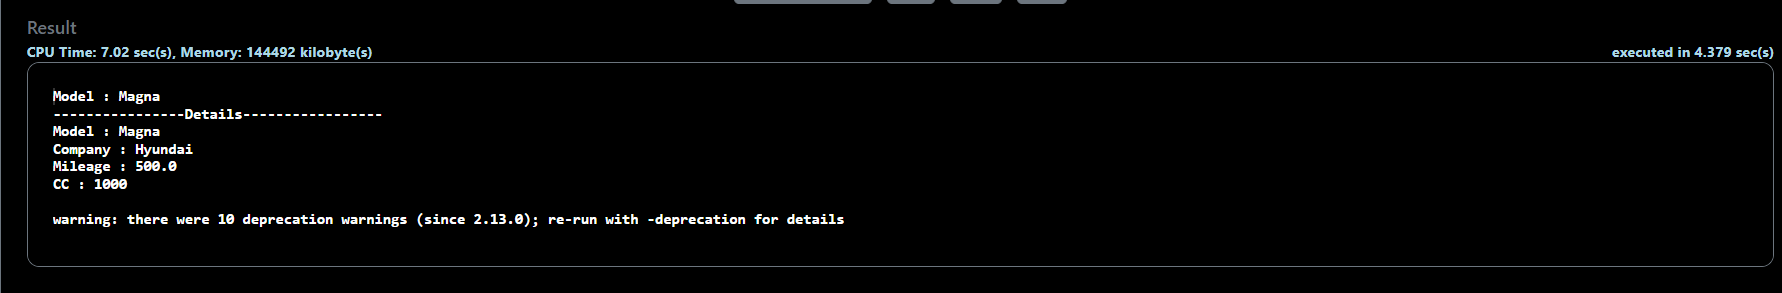 Result
CPU Time: 7.02 sec(s), Memory: 144492 kilobyte(s)
executed in 4.379 sec(s)
Model : Magna
----------------Details-----------------
Model : Magna
Company : Hyundai
Mileage : 500.0
CC : 1000
warning: there were 10 deprecation warnings (since 2.13.0); re-run with -deprecation for details